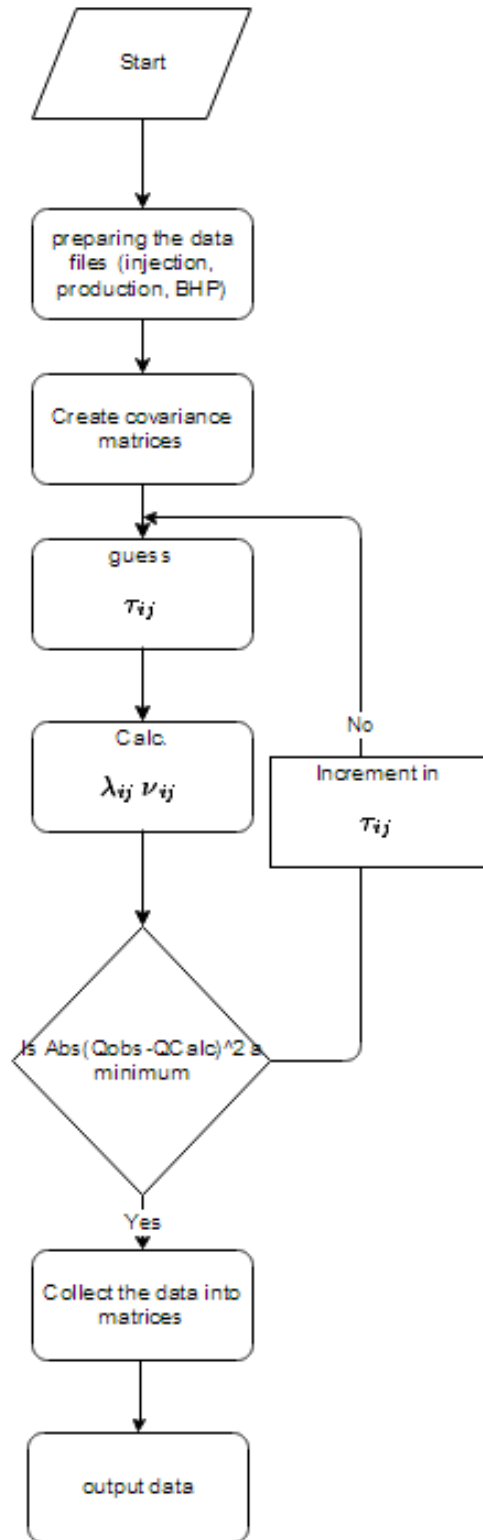 Start
preparing the data
files (injection,
production, BHP)
Create covariance
matrices
guess
τij
Calc.
λij νij
No
Increment in
τij
Is Abs(Qobs-QCalc)^2 a
minimum
Yes
Collect the data into
matrices
output data